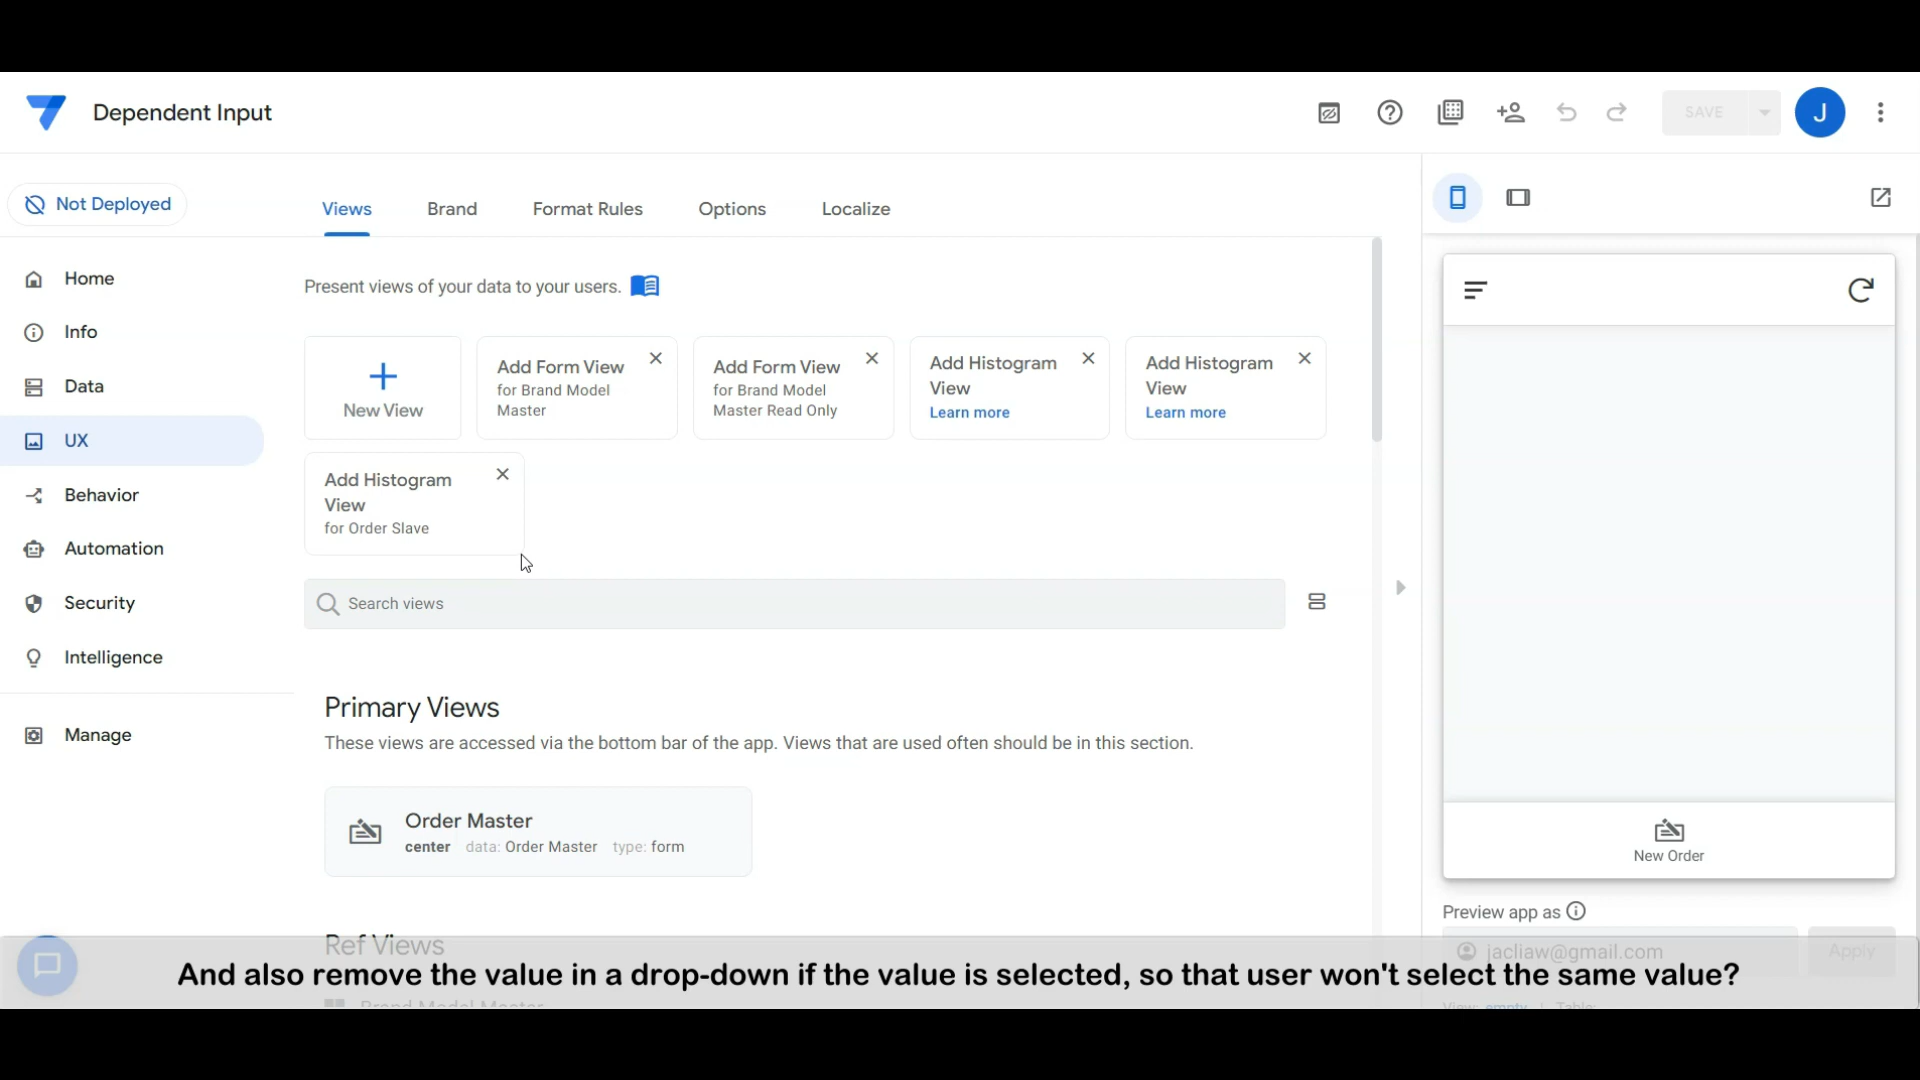 Dependent Input
SAVE
J
Not Deployed
Views
Brand
Format Rules
Options
Localize
Home
Info
Data
UX
Behavior
Automation
Security
Intelligence
Manage
Present views of your data to your users.
New View
Add Form View
for Brand Model
Master
Add Form View
for Brand Model
Master Read Only
Add Histogram
View
Learn more
Add Histogram
View
Learn more
Add Histogram
View
for Order Slave
Search views
Primary Views
These views are accessed via the bottom bar of the app. Views that are used often should be in this section.
Order Master
center data: Order Master type: form
Ref Views
Brand Model Master
New Order
Preview app as
jacliaw@gmail.com
Apply
View: empty | Table:
And also remove the value in a drop-down if the value is selected, so that user won't select the same value?